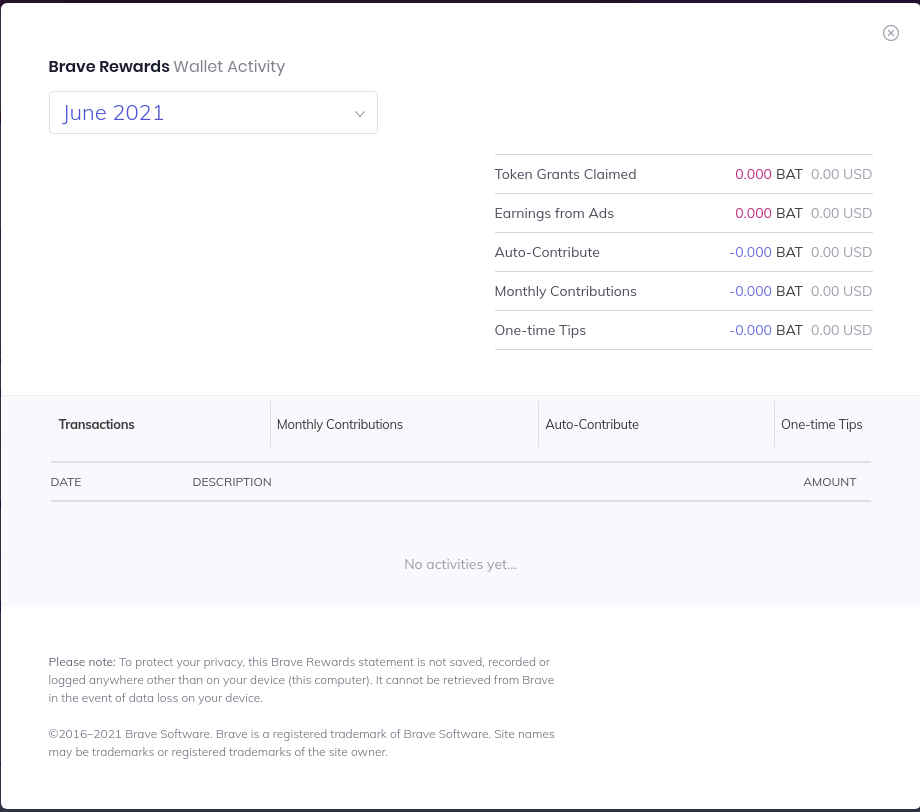 Brave Rewards Wallet Activity
June 2021
Token Grants Claimed 0.000 BAT 0.00 USD
Earnings from Ads 0.000 BAT 0.00 USD
Auto-Contribute -0.000 BAT 0.00 USD
Monthly Contributions -0.000 BAT 0.00 USD
One-time Tips -0.000 BAT 0.00 USD
Transactions Monthly Contributions Auto-Contribute One-time Tips
DATE DESCRIPTION AMOUNT
No activities yet...
Please note: To protect your privacy, this Brave Rewards statement is not saved, recorded or
logged anywhere other than on your device (this computer). It cannot be retrieved from Brave
in the event of data loss on your device.
©2016–2021 Brave Software. Brave is a registered trademark of Brave Software. Site names
may be trademarks or registered trademarks of the site owner.